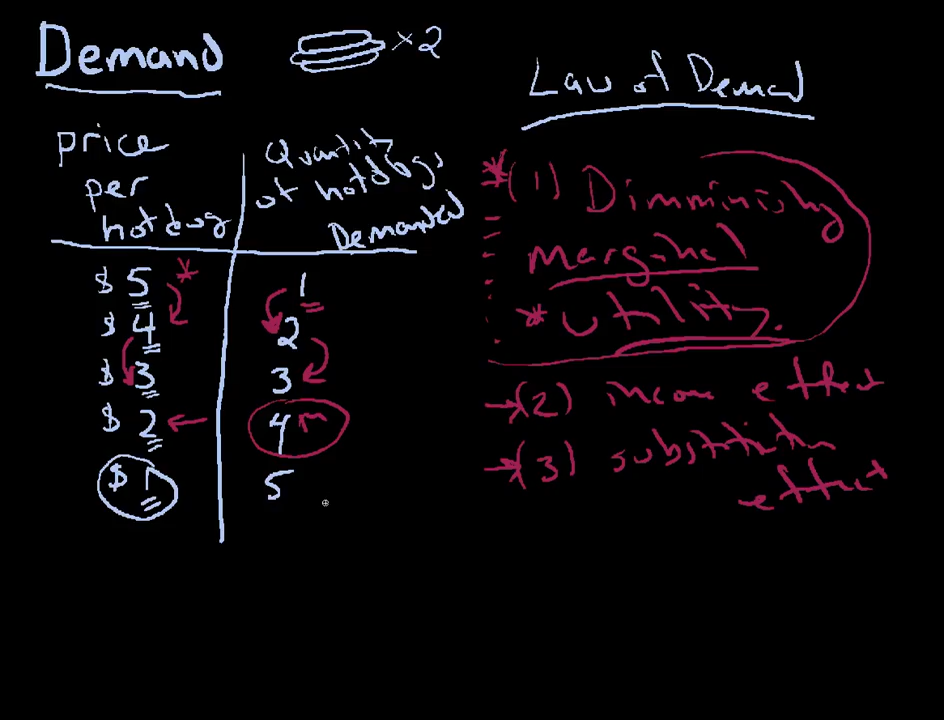 Demand
×2
price
per
hotdog
Quantity
of hotdogs
Demanded
$ 5 * 1
$ 4 2
$ 3 3
$ 2 4 m
$ 1 5
Law of Demand
*(1) Dimminishing
marginal
* utility.
→(2) income effect
→(3) substitution
effect